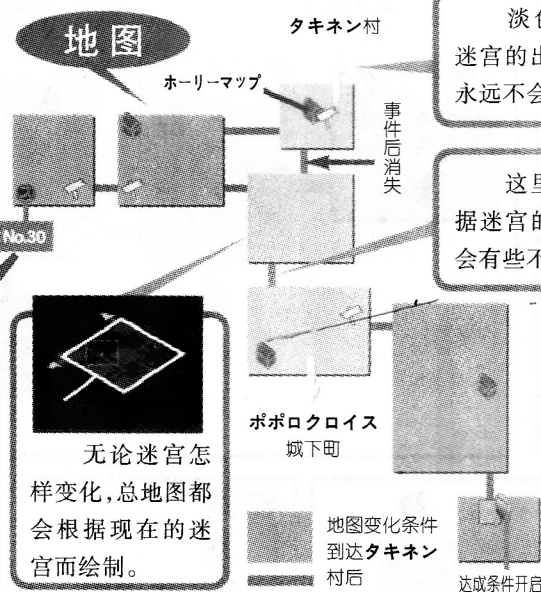 地图
タキネン村
ホーリーマップ
事件后消失
No.30
淡色
迷宫的出
永远不会
这里
据迷宫的
会有些不
无论迷宫怎
样变化,总地图都
会根据现在的迷
宫而绘制。
ポポロクロイス
城下町
地图变化条件
到达タキネン
村后
达成条件开启